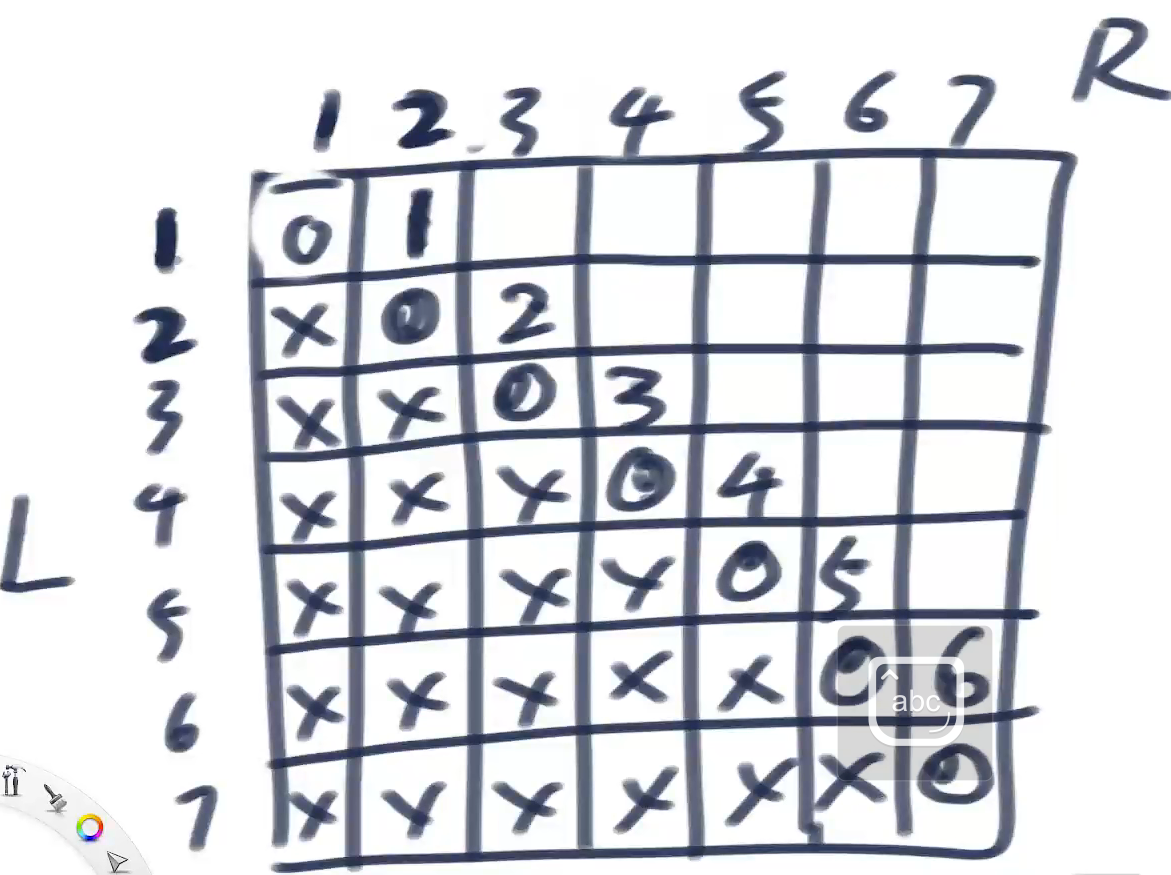 R
1 2 3 4 5 6 7
1 0 1
2 x 0 2
3 x x 0 3
4 x x x 0 4
L
5 x x x x 0 5
6 x x x x x 0 6
abc
7 x x x x x x 0